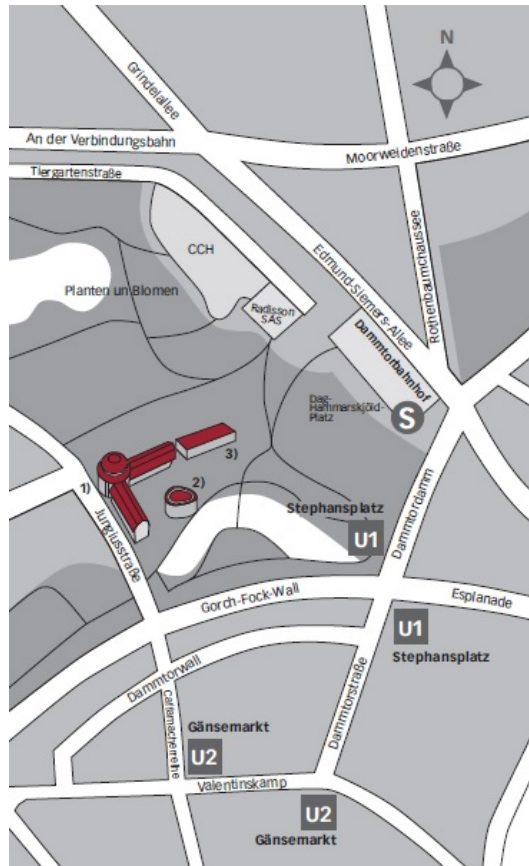 N
Grindelallee
An der Verbindungsbahn
Moorweidenstraße
Tiergartenstraße
Rothenbaumchaussee
CCH
Edmund-Siemers-Allee
Planten un Blomen
Radisson
SAS
Dammtorbahnhof
Dag-
Hammarskjöld-
Platz
S
3)
1)
2)
Stephansplatz
U1
Jungiusstraße
Dammtordamm
Gorch-Fock-Wall
Esplanade
U1
Stephansplatz
Dammtorwall
Dammtorstraße
Caffamacherreihe
Gänsemarkt
U2
Valentinskamp
U2
Gänsemarkt